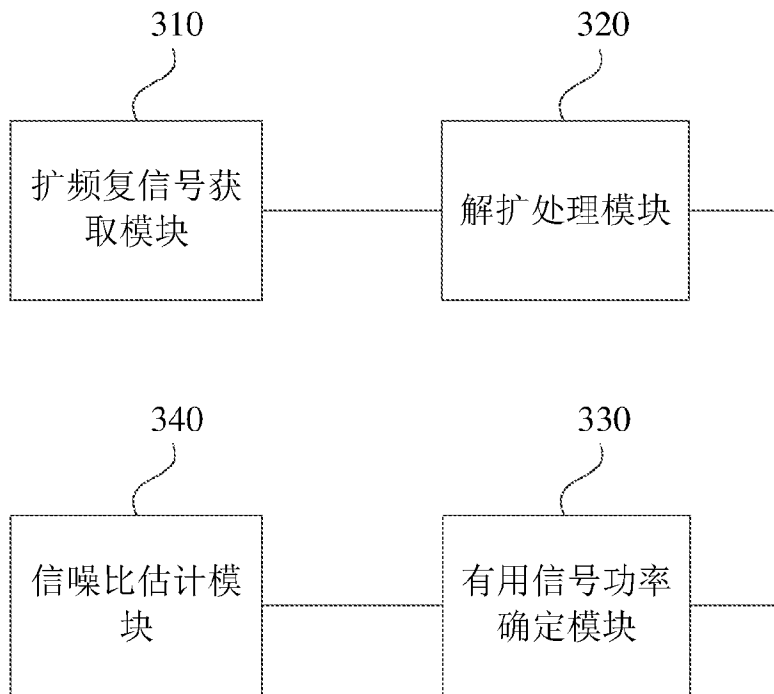 310
320
扩频复信号获
取模块
解扩处理模块
340
330
信噪比估计模
块
有用信号功率
确定模块